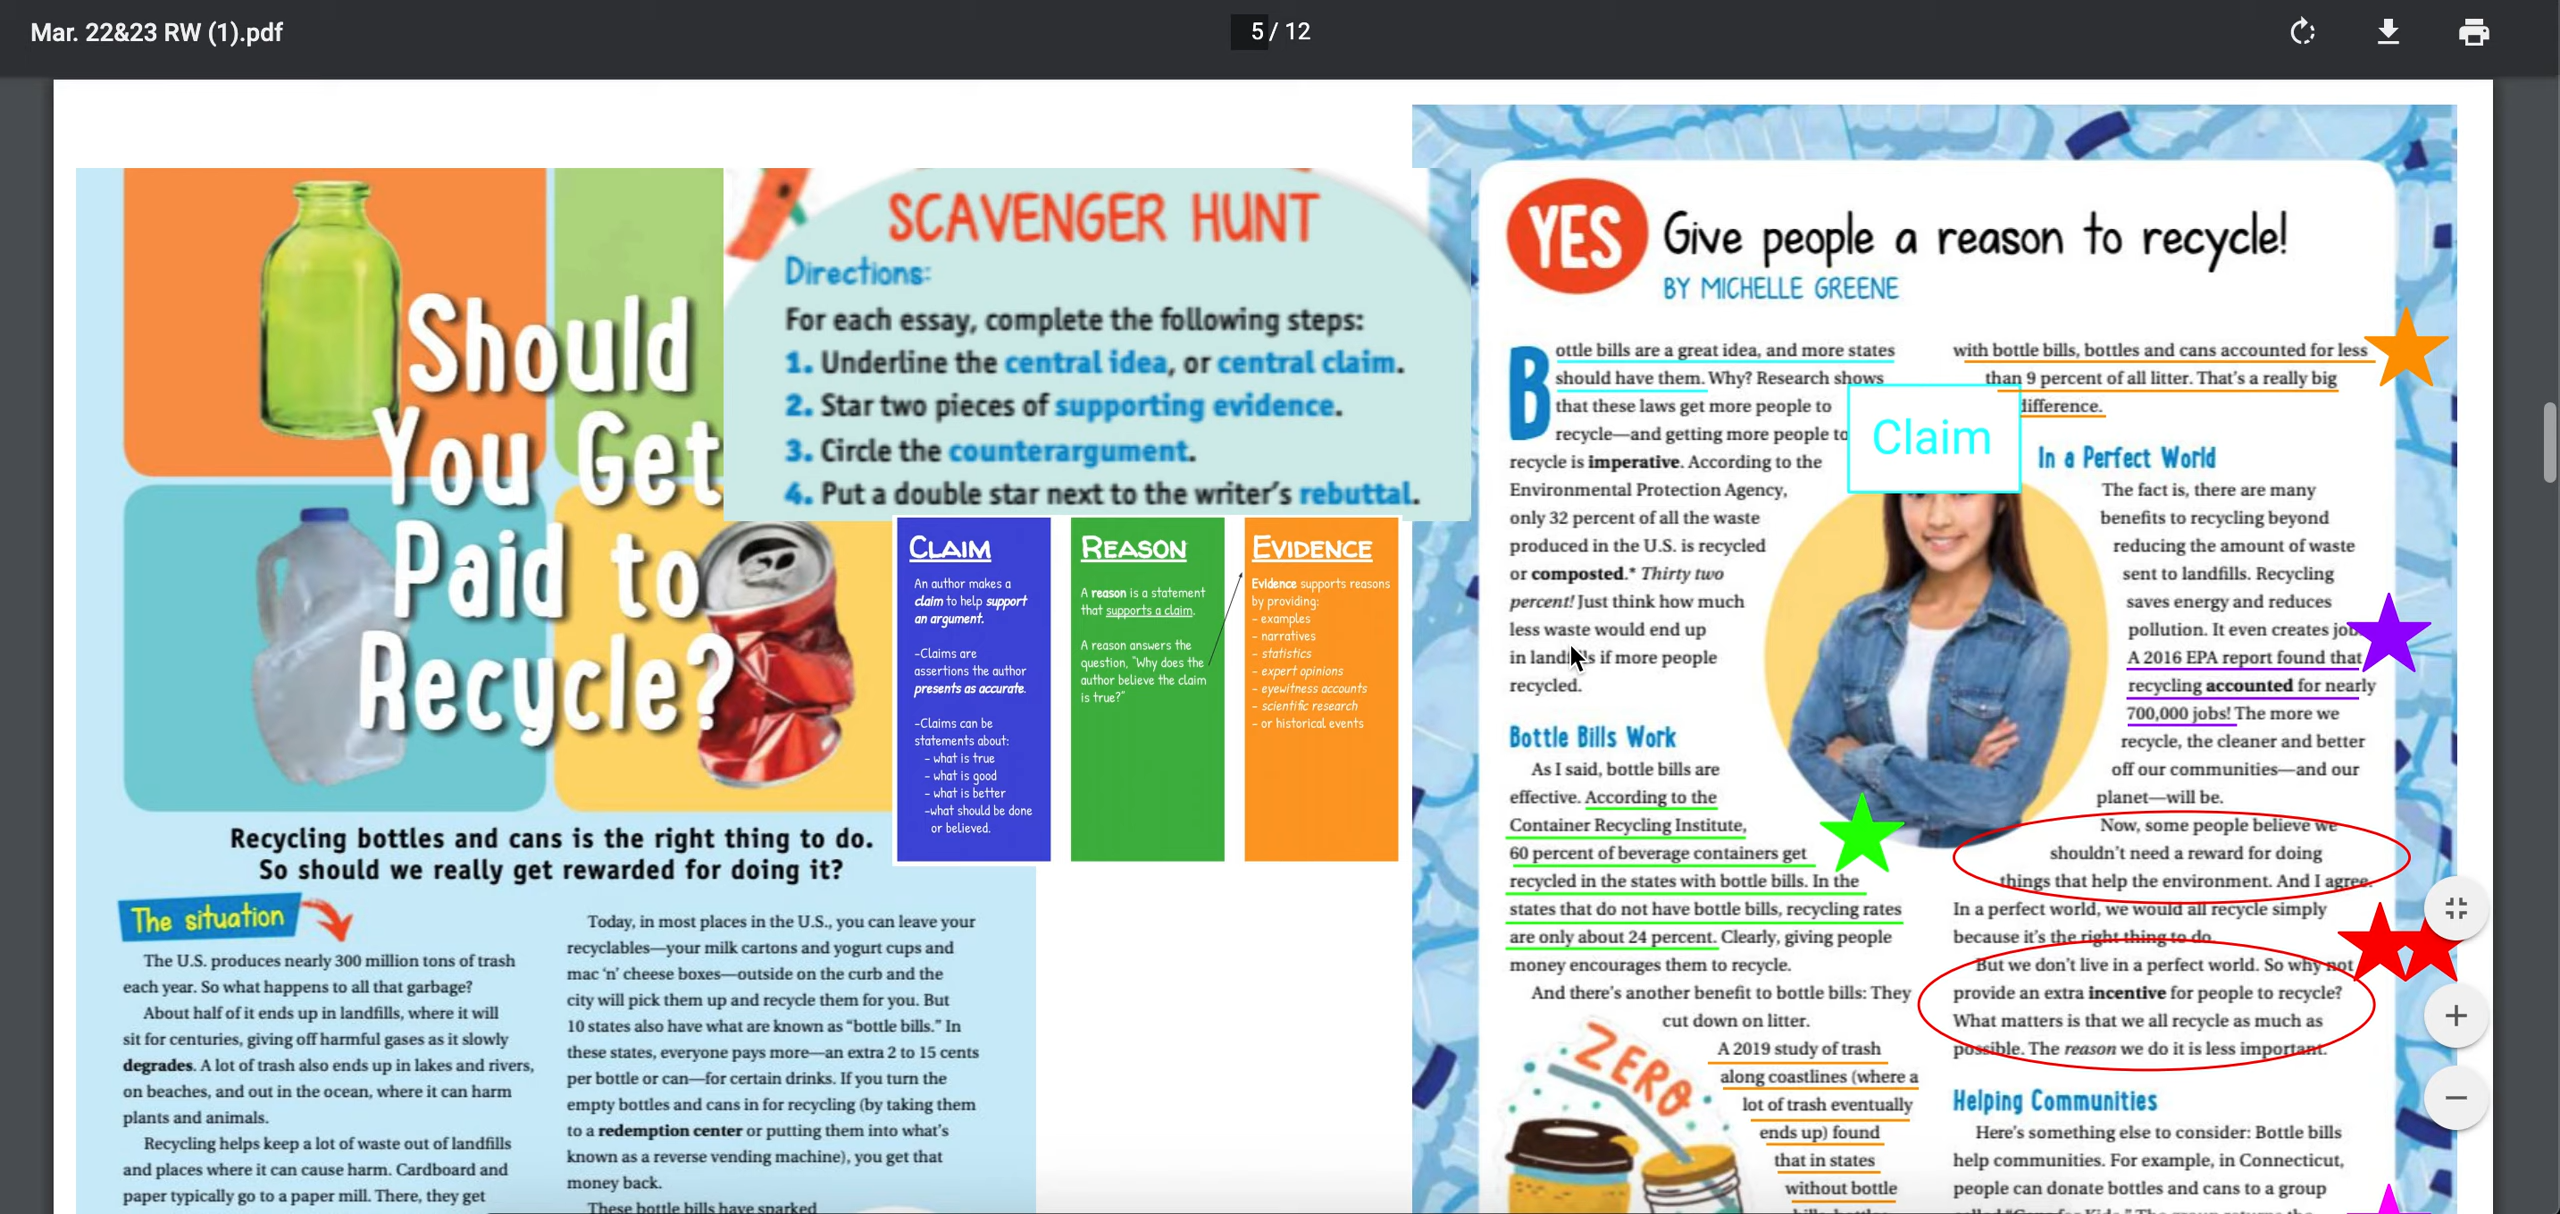 Mar. 22&23 RW (1).pdf
5 / 12
Should
You Get
Paid to
Recycle?
Recycling bottles and cans is the right thing to do.
So should we really get rewarded for doing it?
The situation
The U.S. produces nearly 300 million tons of trash
each year. So what happens to all that garbage?
About half of it ends up in landfills, where it will
sit for centuries, giving off harmful gases as it slowly
degrades. A lot of trash also ends up in lakes and rivers,
on beaches, and out in the ocean, where it can harm
plants and animals.
Recycling helps keep a lot of waste out of landfills
and places where it can cause harm. Cardboard and
paper typically go to a paper mill. There, they get
Today, in most places in the U.S., you can leave your
recyclables—your milk cartons and yogurt cups and
mac 'n' cheese boxes—outside on the curb and the
city will pick them up and recycle them for you. But
10 states also have what are known as "bottle bills." In
these states, everyone pays more—an extra 2 to 15 cents
per bottle or can—for certain drinks. If you turn the
empty bottles and cans in for recycling (by taking them
to a redemption center or putting them into what's
known as a reverse vending machine), you get that
money back.
These bottle bills have sparked
SCAVENGER HUNT
Directions:
For each essay, complete the following steps:
1. Underline the central idea, or central claim.
2. Star two pieces of supporting evidence.
3. Circle the counterargument.
4. Put a double star next to the writer's rebuttal.
CLAIM
An author makes a
claim to help support
an argument.
-Claims are
assertions the author
presents as accurate.
-Claims can be
statements about:
- what is true
- what is good
- what is better
-what should be done
or believed.
REASON
A reason is a statement
that supports a claim.
A reason answers the
question, "Why does the
author believe the claim
is true?"
EVIDENCE
Evidence supports reasons
by providing:
- examples
- narratives
- statistics
- expert opinions
- eyewitness accounts
- scientific research
- or historical events
YES
Give people a reason to recycle!
BY MICHELLE GREENE
Bottle bills are a great idea, and more states
should have them. Why? Research shows
that these laws get more people to
recycle—and getting more people to
recycle is imperative. According to the
Environmental Protection Agency,
only 32 percent of all the waste
produced in the U.S. is recycled
or composted.* Thirty two
percent! Just think how much
less waste would end up
in landfills if more people
recycled.
Bottle Bills Work
As I said, bottle bills are
effective. According to the
Container Recycling Institute,
60 percent of beverage containers get
recycled in the states with bottle bills. In the
states that do not have bottle bills, recycling rates
are only about 24 percent. Clearly, giving people
money encourages them to recycle.
And there's another benefit to bottle bills: They
cut down on litter.
A 2019 study of trash
along coastlines (where a
lot of trash eventually
ends up) found
that in states
without bottle
ZERO
Claim
with bottle bills, bottles and cans accounted for less
than 9 percent of all litter. That's a really big
difference.
In a Perfect World
The fact is, there are many
benefits to recycling beyond
reducing the amount of waste
sent to landfills. Recycling
saves energy and reduces
pollution. It even creates
A 2016 EPA report found that
recycling accounted for nearly
700,000 jobs! The more we
recycle, the cleaner and better
off our communities—and our
planet—will be.
Now, some people believe we
shouldn't need a reward for doing
things that help the environment. And I agree.
In a perfect world, we would all recycle simply
because it's the right thing to do.
But we don't live in a perfect world. So why not
provide an extra incentive for people to recycle?
What matters is that we all recycle as much as
possible. The reason we do it is less important.
Helping Communities
Here's something else to consider: Bottle bills
help communities. For example, in Connecticut,
people can donate bottles and cans to a group